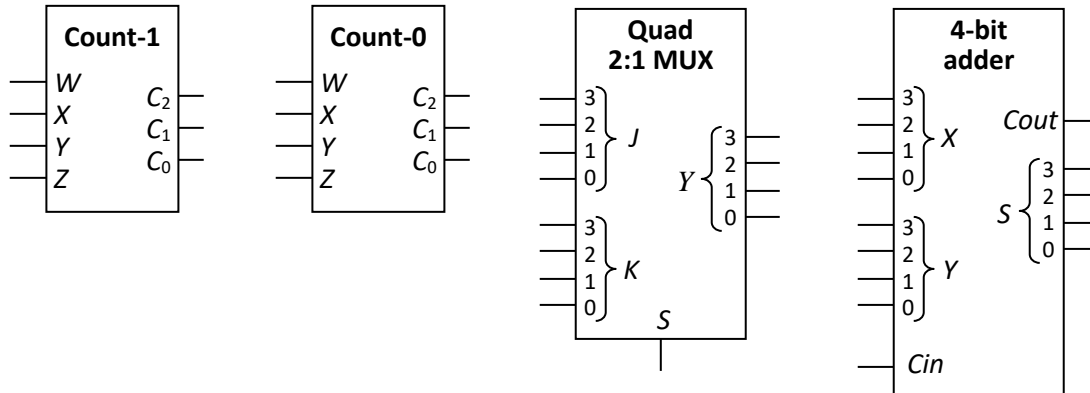 Count-1
W
X
Y
Z
C₂
C₁
C₀
Count-0
W
X
Y
Z
C₂
C₁
C₀
Quad
2:1 MUX
3
2
1
0
J
3
2
1
0
K
Y
3
2
1
0
S
4-bit
adder
3
2
1
0
X
3
2
1
0
Y
Cin
Cout
S
3
2
1
0